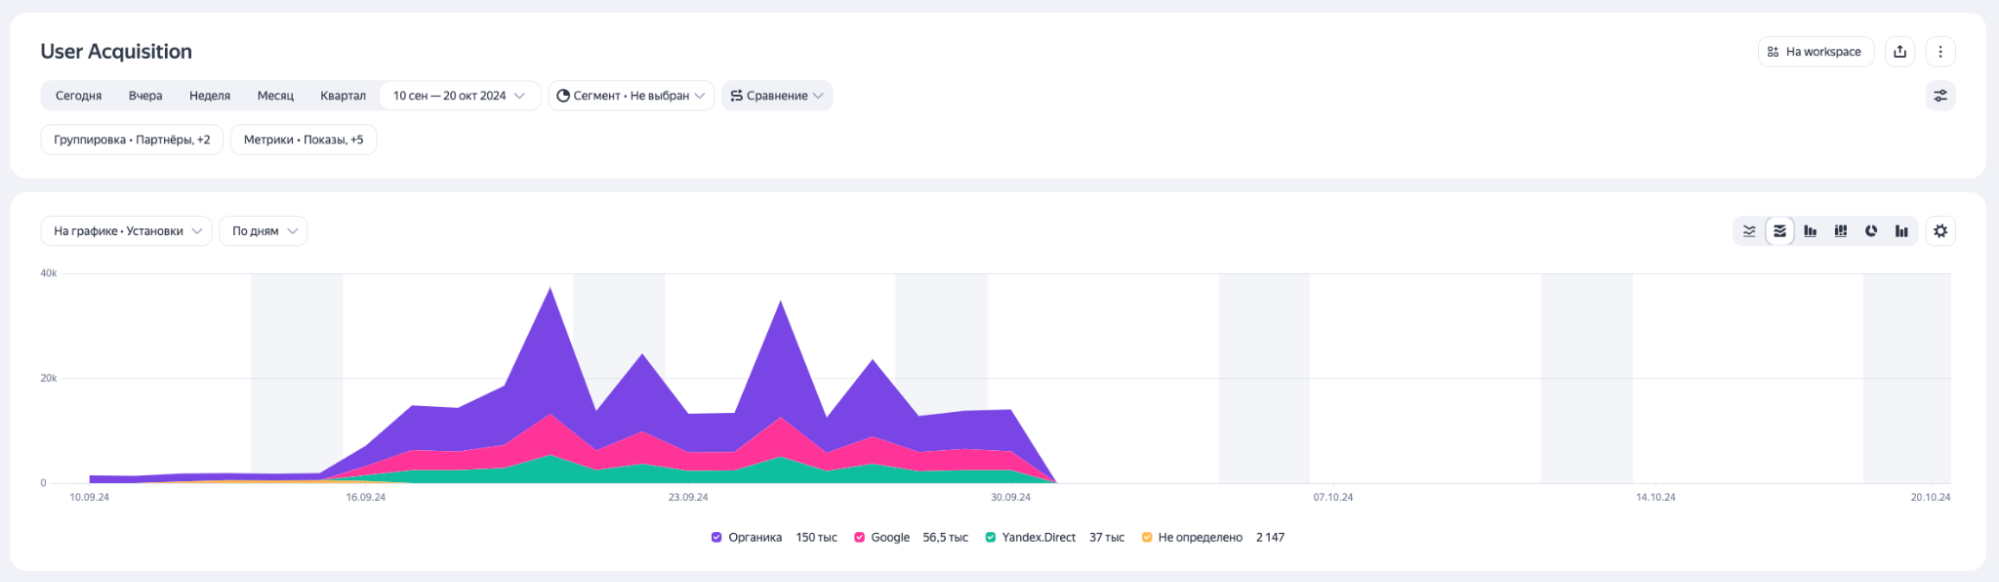 User Acquisition
На workspace
Сегодня Вчера Неделя Месяц Квартал 10 сен — 20 окт 2024 Сегмент • Не выбран Сравнение
Группировка • Партнёры, +2 Метрики • Показы, +5
На графике • Установки По дням
40k
20k
0
10.09.24 16.09.24 23.09.24 30.09.24 07.10.24 14.10.24 20.10.24
Органика 150 тыс Google 56,5 тыс Yandex.Direct 37 тыс Не определено 2 147